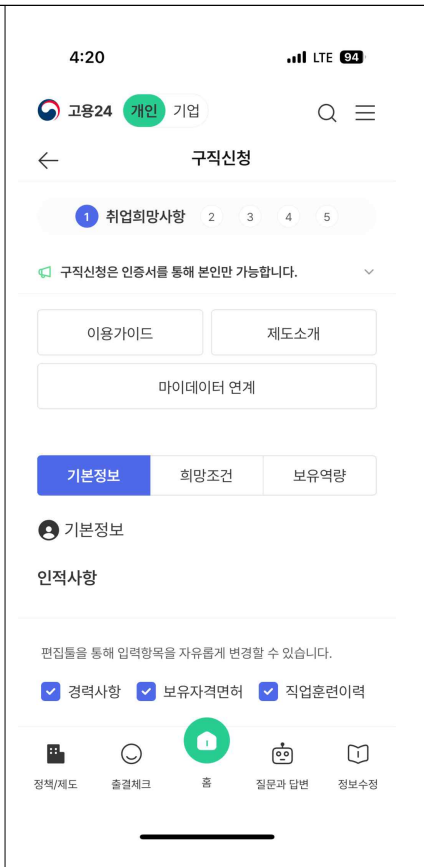 4:20 LTE 94
고용24 개인 기업
구직신청
1 취업희망사항 2 3 4 5
구직신청은 인증서를 통해 본인만 가능합니다.
이용가이드 제도소개
마이데이터 연계
기본정보 희망조건 보유역량
기본정보
인적사항
편집툴을 통해 입력항목을 자유롭게 변경할 수 있습니다.
경력사항 보유자격면허 직업훈련이력
정책/제도 출결체크 홈 질문과 답변 정보수정